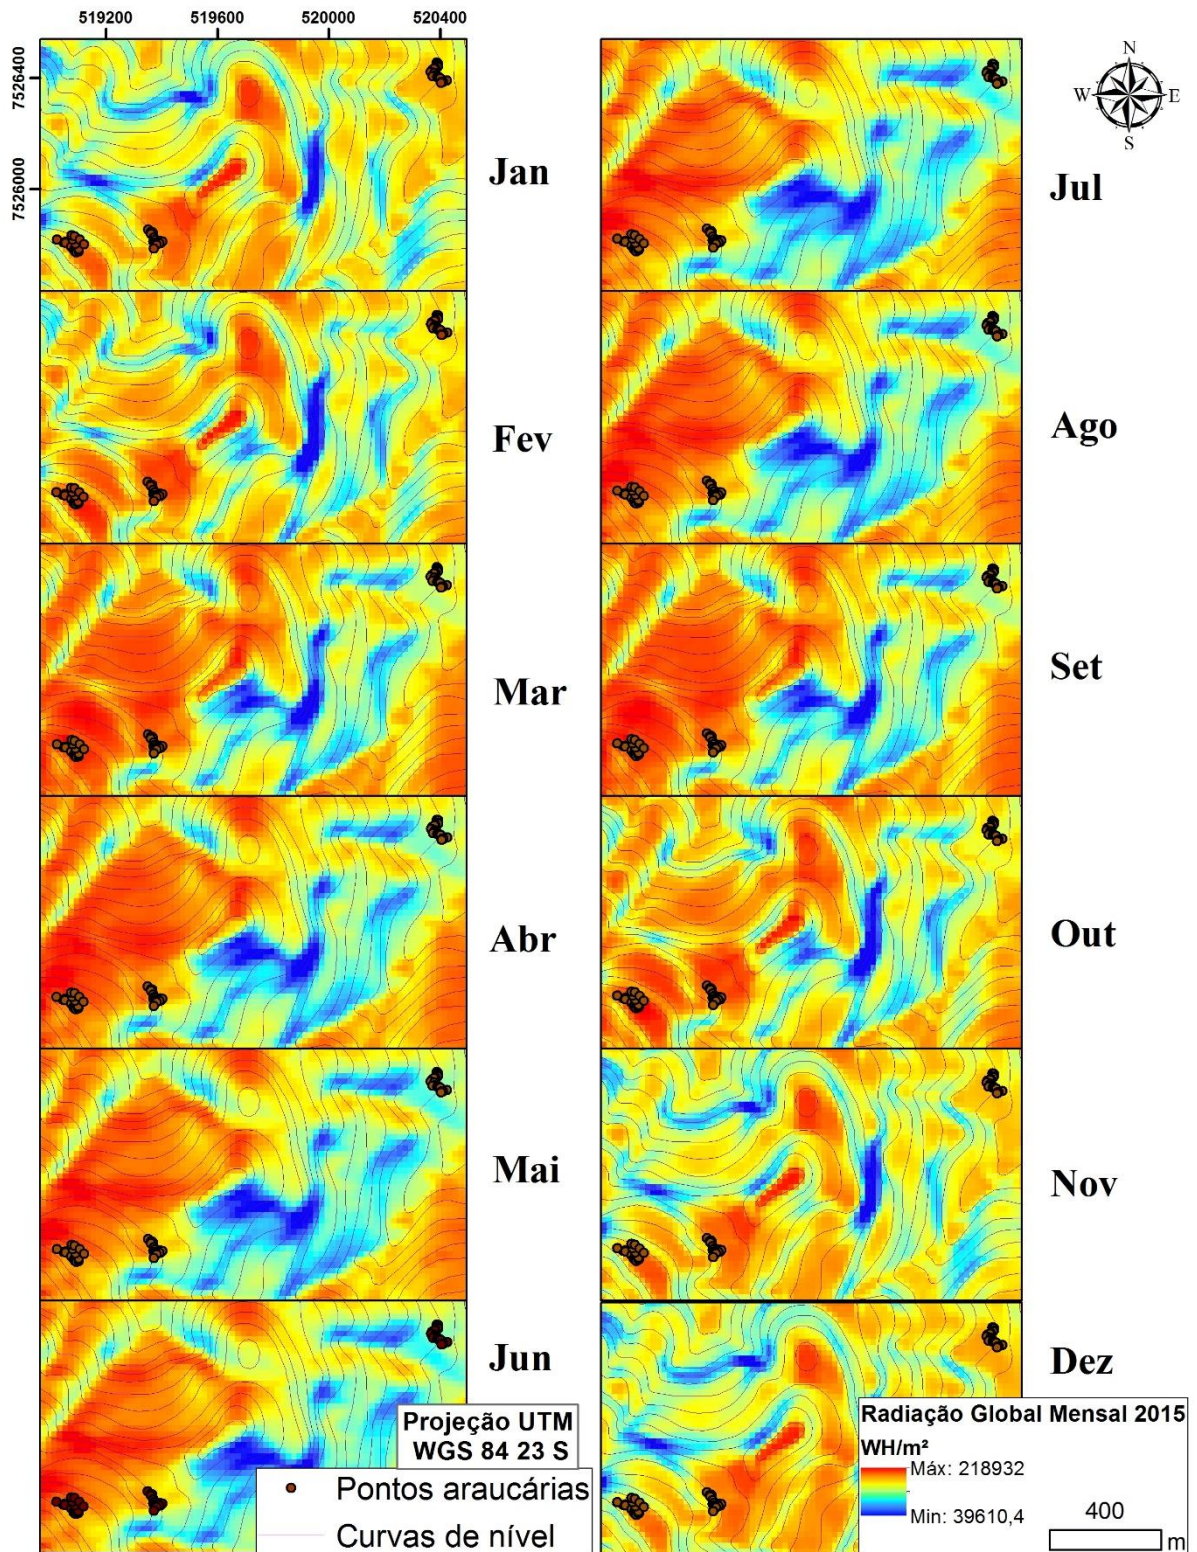 519200 519600 520000 520400
7526400
7526000
N
W E
S
Jan
Jul
Fev
Ago
Mar
Set
Abr
Out
Mai
Nov
Jun
Dez
Projeção UTM
WGS 84 23 S
Pontos araucárias
Curvas de nível
Radiação Global Mensal 2015
WH/m²
Máx: 218932
Min: 39610,4
400
m